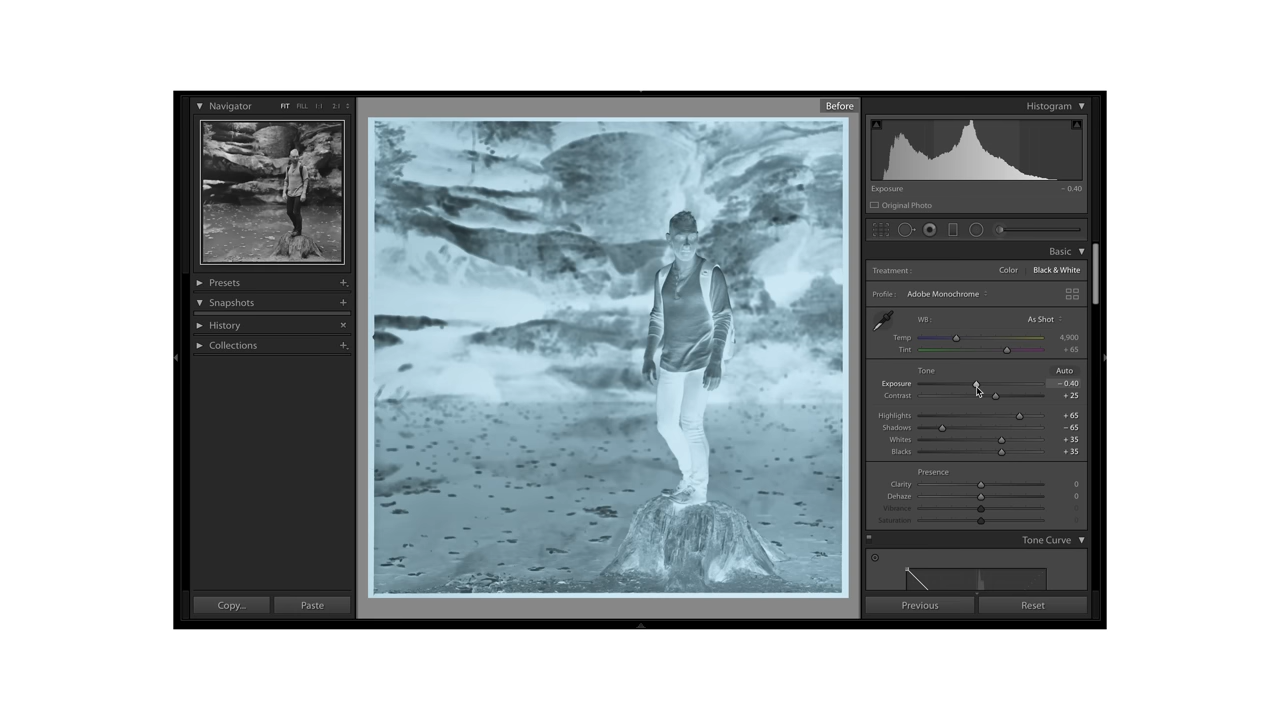 Navigator FIT FILL 1:1 2:1
Presets
Snapshots
History
Collections
Copy... Paste
Before
Histogram
Exposure - 0.40
Original Photo
Basic
Treatment : Color Black & White
Profile : Adobe Monochrome
WB : As Shot
Temp 4,900
Tint + 65
Tone Auto
Exposure - 0.40
Contrast + 25
Highlights + 65
Shadows - 65
Whites + 35
Blacks + 35
Presence
Clarity 0
Dehaze 0
Vibrance
Saturation
Tone Curve
Previous Reset